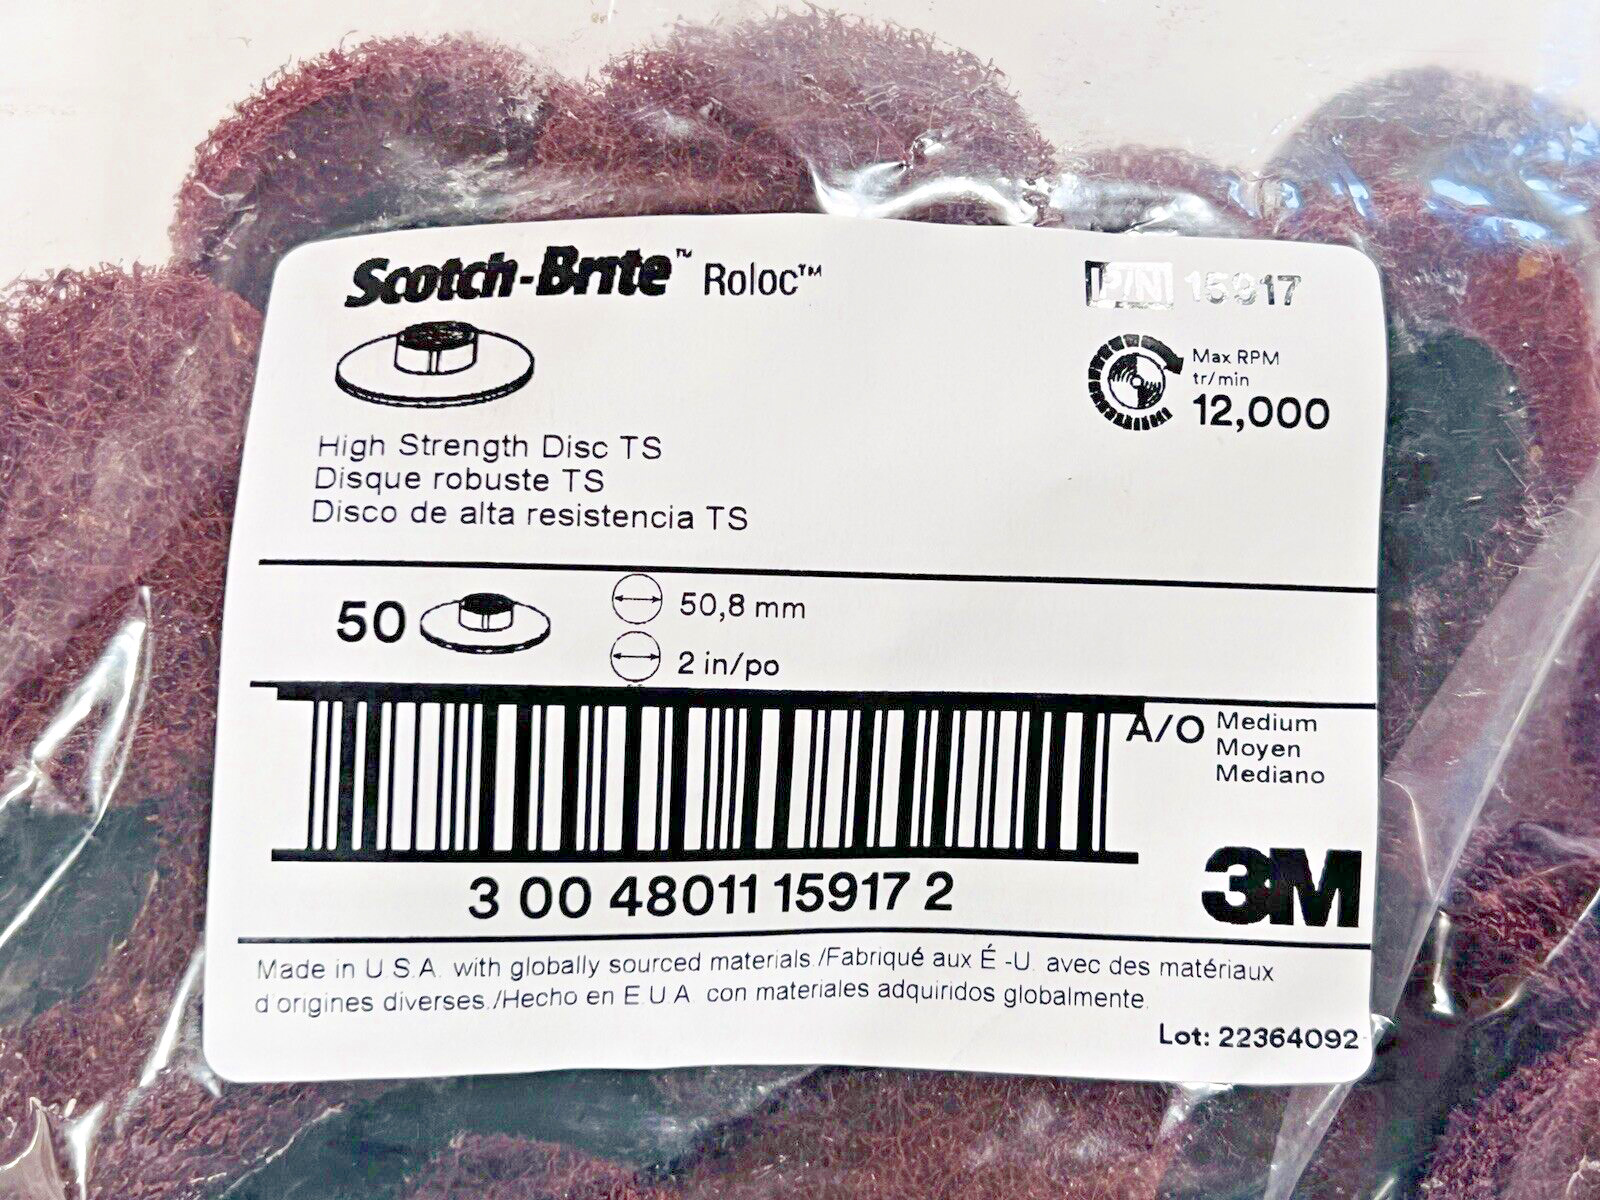 Scotch-Brite™ Roloc™
P/N 15917
Max RPM
tr/min
12,000
High Strength Disc TS
Disque robuste TS
Disco de alta resistencia TS
50
50,8 mm
2 in/po
A/O Medium
Moyen
Mediano
3 00 48011 15917 2
3M
Made in U.S.A. with globally sourced materials./Fabriqué aux É.-U. avec des matériaux
d'origines diverses./Hecho en E.U.A. con materiales adquiridos globalmente.
Lot: 22364092